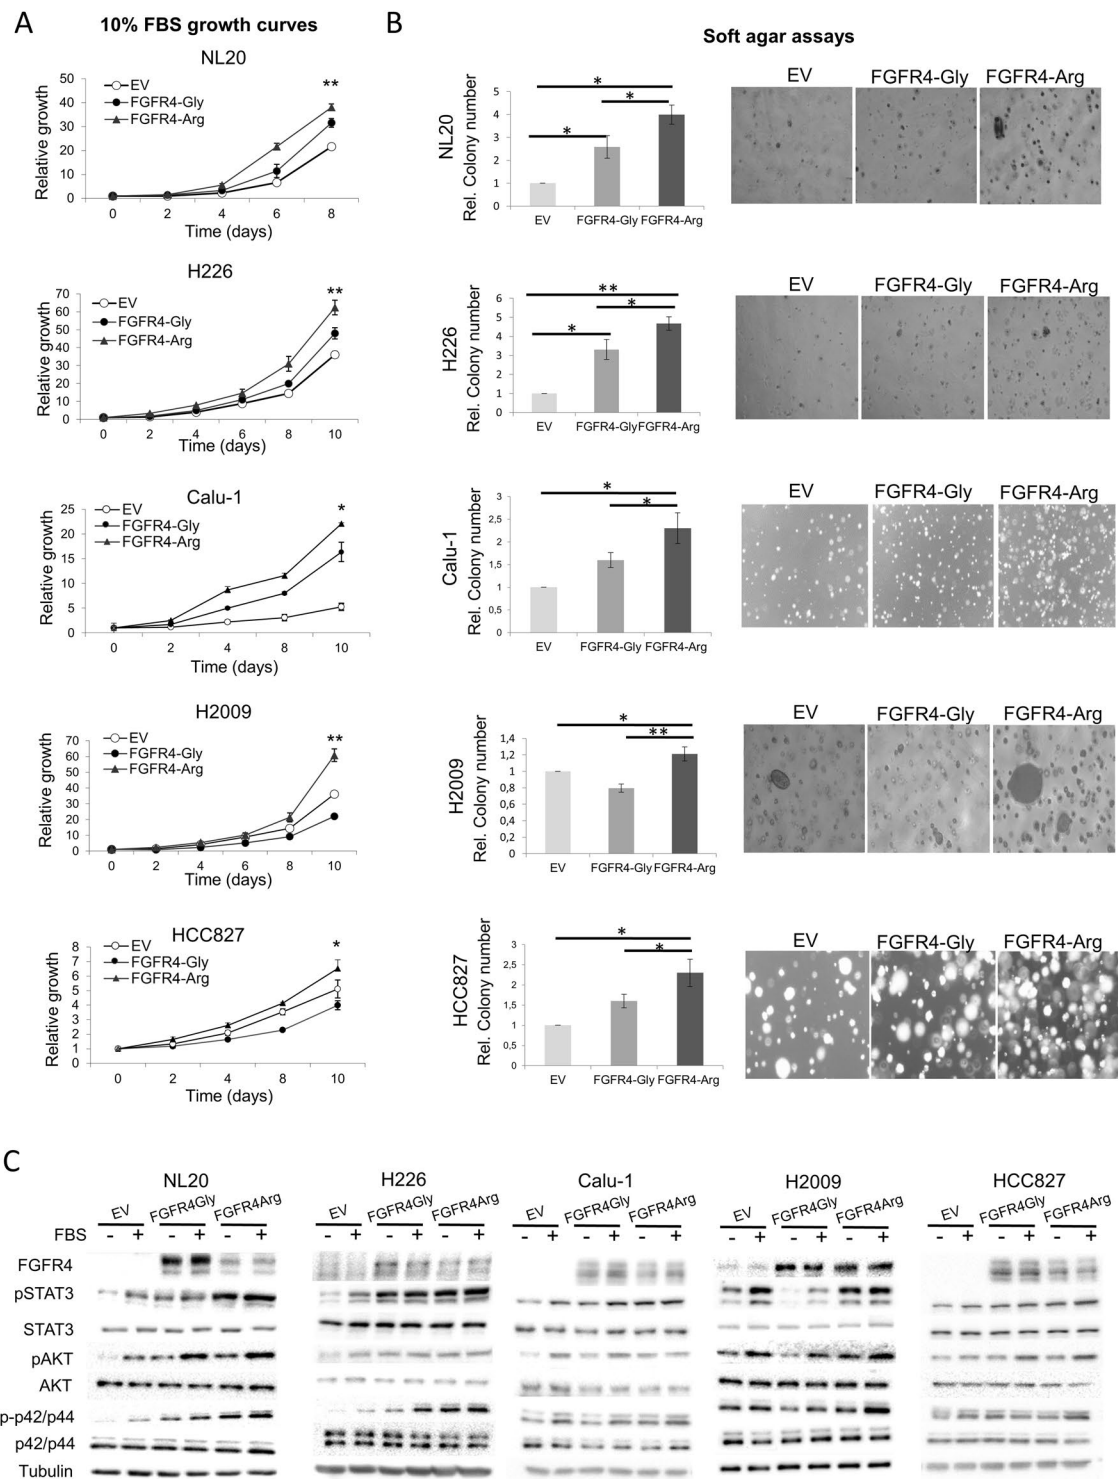 A
10% FBS growth curves
NL20
EV
FGFR4-Gly
FGFR4-Arg
**
Relative growth
50
40
30
20
10
0
0 2 4 6 8
Time (days)
H226
EV
FGFR4-Gly
FGFR4-Arg
**
Relative growth
70
60
50
40
30
20
10
0
0 2 4 6 8 10
Time (days)
Calu-1
EV
FGFR4-Gly
FGFR4-Arg
*
Relative growth
25
20
15
10
5
0
0 2 4 8 10
Time (days)
H2009
EV
FGFR4-Gly
FGFR4-Arg
**
Relative growth
70
60
50
40
30
20
10
0
0 2 4 6 8 10
Time (days)
HCC827
EV
FGFR4-Gly
FGFR4-Arg
*
Relative growth
8
7
6
5
4
3
2
1
0
0 2 4 8 10
Time (days)
B
Soft agar assays
NL20
Rel. Colony number
5
4
3
2
1
0
*
*
*
EV FGFR4-Gly FGFR4-Arg
EV FGFR4-Gly FGFR4-Arg
H226
Rel. Colony number
6
5
4
3
2
1
0
**
*
*
EV FGFR4-Gly FGFR4-Arg
EV FGFR4-Gly FGFR4-Arg
Calu-1
Rel. Colony number
3
2,5
2
1,5
1
0,5
0
*
*
EV FGFR4-Gly FGFR4-Arg
EV FGFR4-Gly FGFR4-Arg
H2009
Rel. Colony number
1,4
1,2
1
0,8
0,6
0,4
0,2
0
*
**
EV FGFR4-Gly FGFR4-Arg
EV FGFR4-Gly FGFR4-Arg
HCC827
Rel. Colony number
3
2,5
2
1,5
1
0,5
0
*
*
EV FGFR4-Gly FGFR4-Arg
EV FGFR4-Gly FGFR4-Arg
C
NL20 H226 Calu-1 H2009 HCC827
EV FGFR4Gly FGFR4Arg EV FGFR4Gly FGFR4Arg EV FGFR4Gly FGFR4Arg EV FGFR4Gly FGFR4Arg EV FGFR4Gly FGFR4Arg
FBS - + - + - + - + - + - + - + - + - + - + - + - + - + - + - +
FGFR4
pSTAT3
STAT3
pAKT
AKT
p-p42/p44
p42/p44
Tubulin